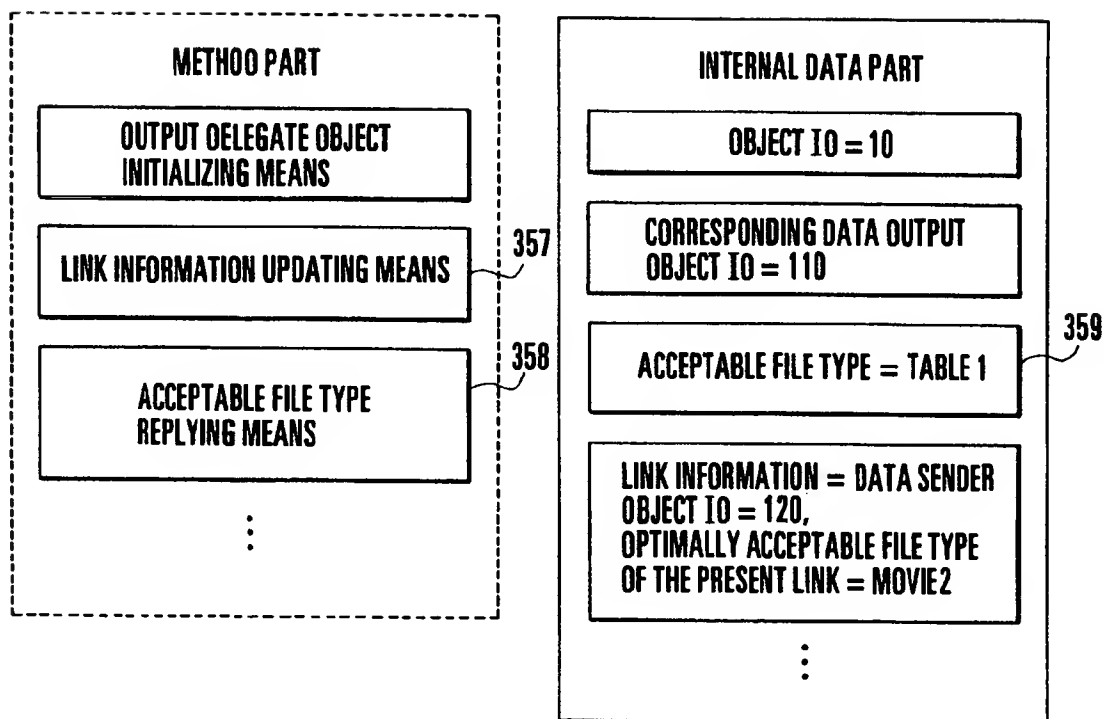 METHOO PART
OUTPUT OELEGATE OBJECT
INITIALIZING MEANS
LINK INFORMATION UPDATING MEANS
357
ACCEPTABLE FILE TYPE
REPLYING MEANS
358
INTERNAL DATA PART
OBJECT IO = 10
CORRESPONDING DATA OUTPUT
OBJECT IO = 110
ACCEPTABLE FILE TYPE = TABLE 1
359
LINK INFORMATION = DATA SENDER
OBJECT IO = 120,
OPTIMALLY ACCEPTABLE FILE TYPE
OF THE PRESENT LINK = MOVIE2